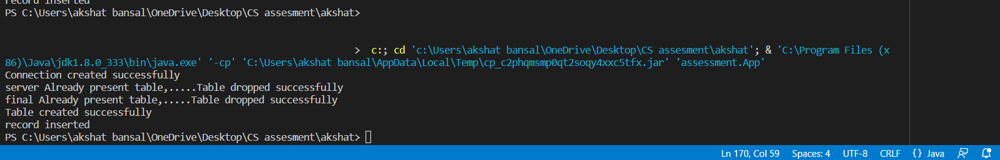 record inserted
PS C:\Users\akshat bansal\OneDrive\Desktop\CS assesment\akshat>
> c:; cd 'c:\Users\akshat bansal\OneDrive\Desktop\CS assesment\akshat'; & 'C:\Program Files (x
86)\Java\jdk1.8.0_333\bin\java.exe' '-cp' 'C:\Users\akshat bansal\AppData\Local\Temp\cp_c2phqmsmp0qt2soqy4xxc5tfx.jar' 'assessment.App'
Connection created successfully
server Already present table,.....Table dropped successfully
final Already present table,.....Table dropped successfully
Table created successfully
record inserted
PS C:\Users\akshat bansal\OneDrive\Desktop\CS assesment\akshat>
Ln 170, Col 59 Spaces: 4 UTF-8 CRLF {} Java